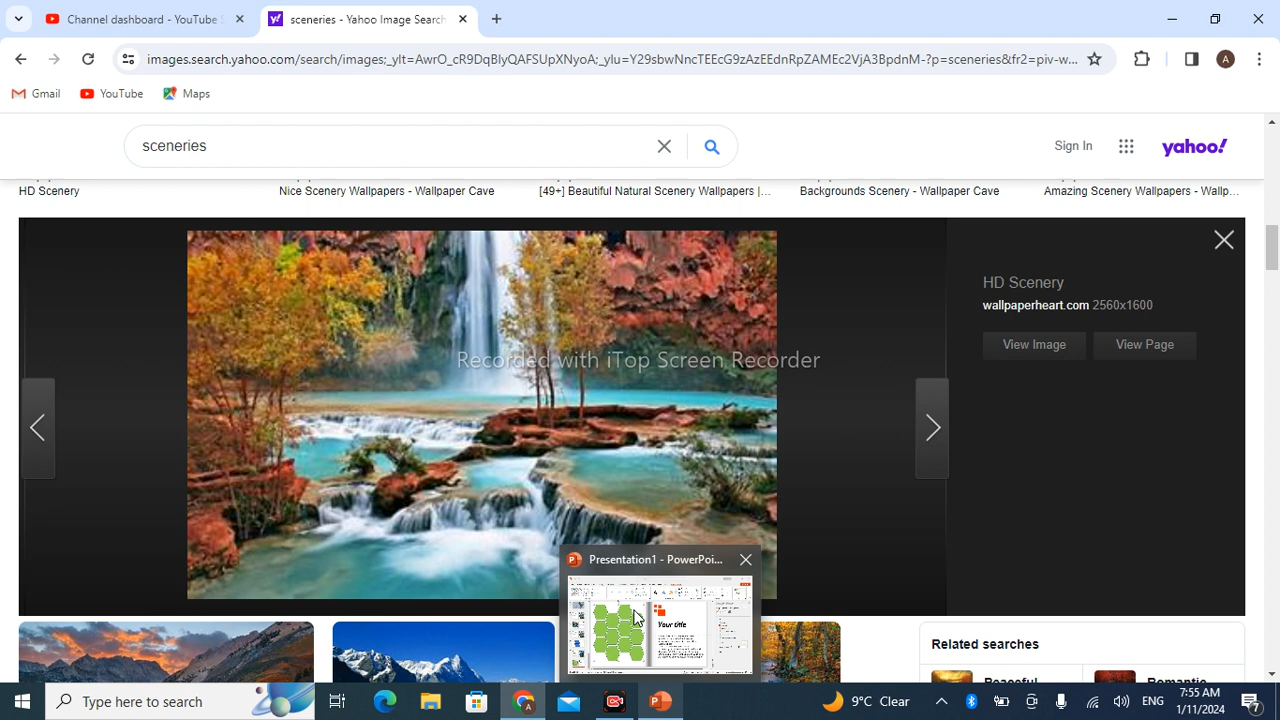 Channel dashboard - YouTube S
sceneries - Yahoo Image Search
images.search.yahoo.com/search/images;_ylt=AwrO_cR9DqBlyQAFSUpXNyoA;_ylu=Y29sbwNncTEEcG9zAzEEdnRpZAMEc2VjA3BpdnM-?p=sceneries&fr2=piv-w...
A
Gmail
YouTube
Maps
sceneries
Sign In
yahoo!
HD Scenery
Nice Scenery Wallpapers - Wallpaper Cave
[49+] Beautiful Natural Scenery Wallpapers |...
Backgrounds Scenery - Wallpaper Cave
Amazing Scenery Wallpapers - Wallp...
HD Scenery
wallpaperheart.com 2560x1600
View Image
View Page
Recorded with iTop Screen Recorder
Presentation1 - PowerPoi...
Your title
Related searches
Peaceful
Romantic
Type here to search
9°C Clear
ENG
7:55 AM
1/11/2024
7